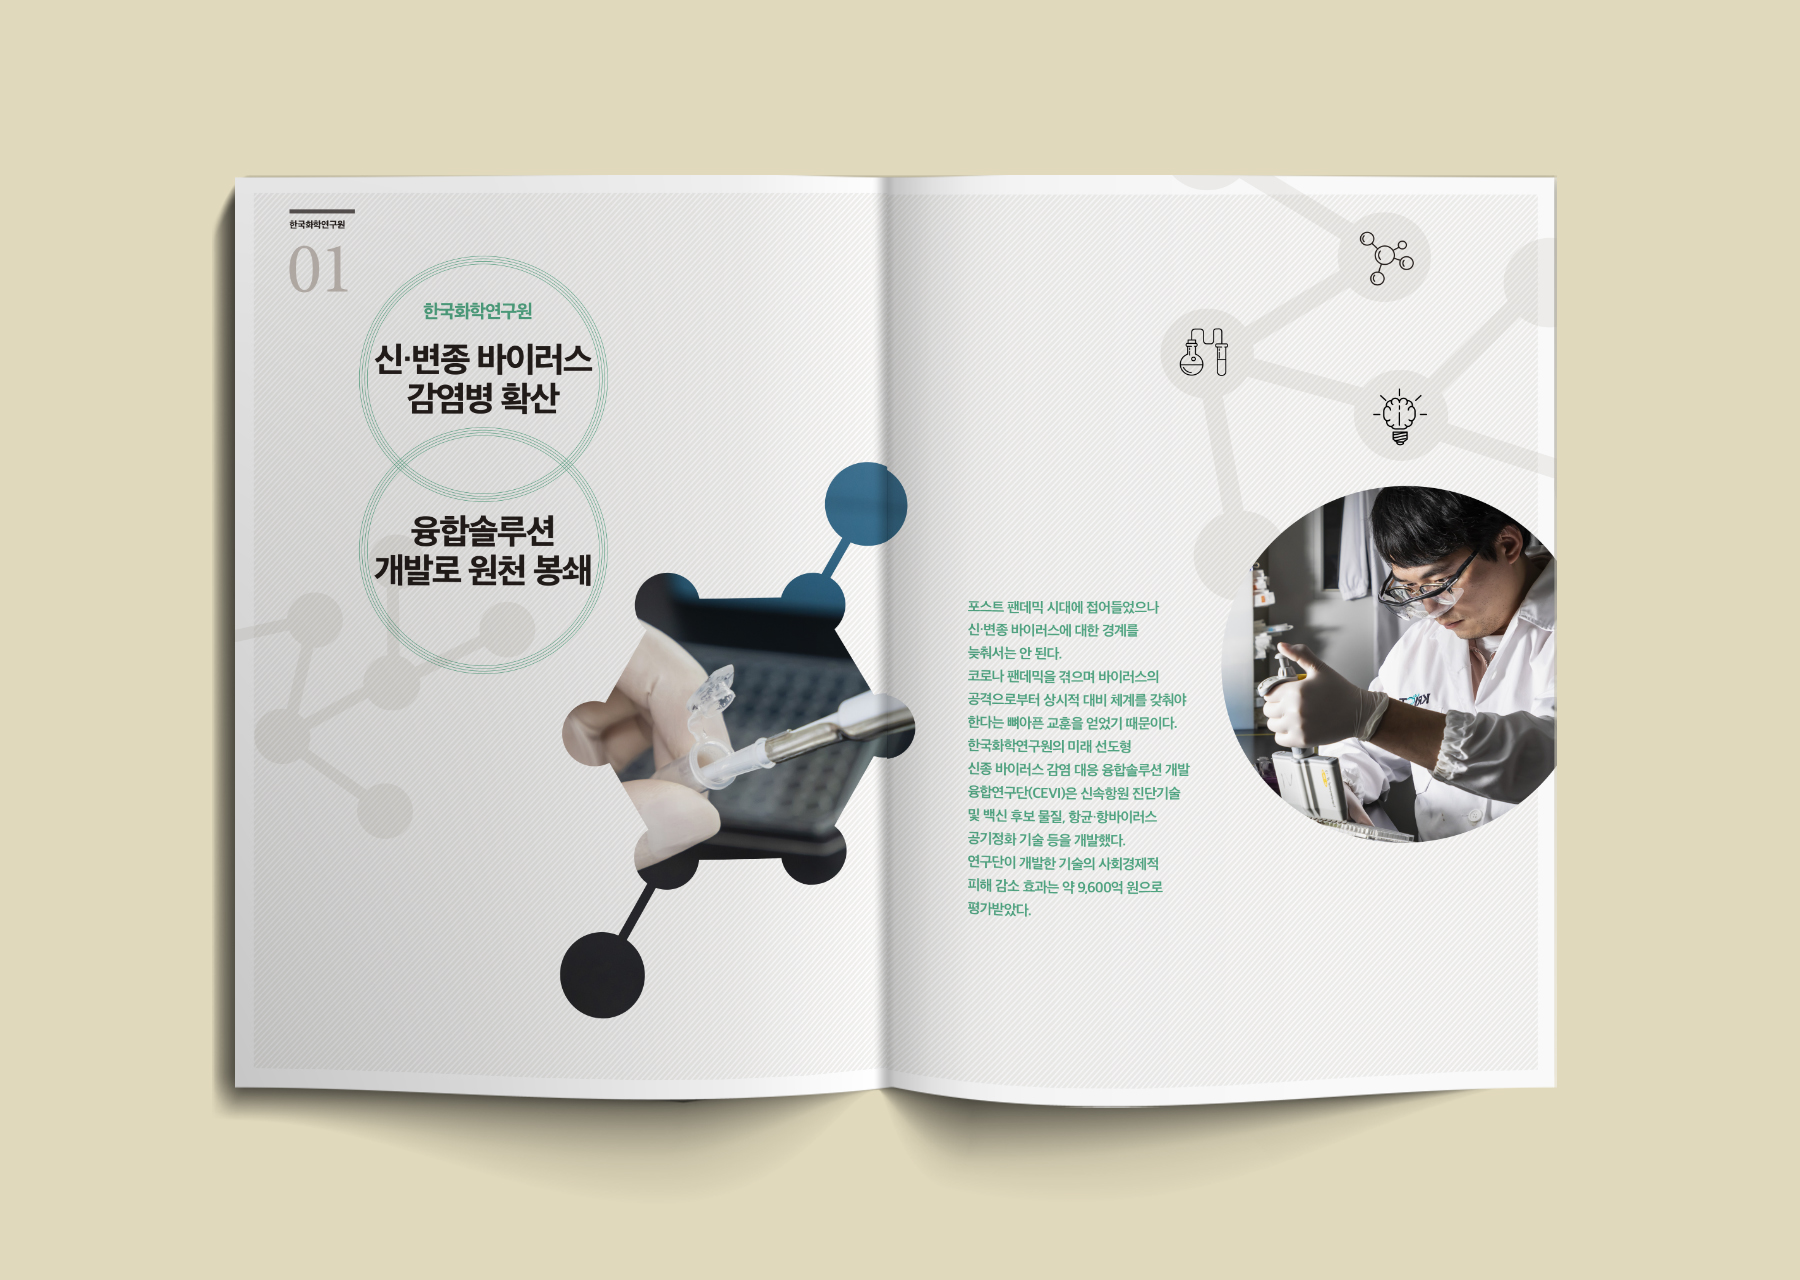 한국화학연구원
01
한국화학연구원
신·변종 바이러스
감염병 확산
융합솔루션
개발로 원천 봉쇄
포스트 팬데믹 시대에 접어들었으나
신·변종 바이러스에 대한 경계를
늦춰서는 안 된다.
코로나 팬데믹을 겪으며 바이러스의
공격으로부터 상시적 대비 체계를 갖춰야
한다는 뼈아픈 교훈을 얻었기 때문이다.
한국화학연구원의 미래 선도형
신종 바이러스 감염 대응 융합솔루션 개발
융합연구단(CEVI)은 신속항원 진단기술
및 백신 후보 물질, 항균·항바이러스
공기정화 기술 등을 개발했다.
연구단이 개발한 기술의 사회경제적
피해 감소 효과는 약 9,600억 원으로
평가받았다.